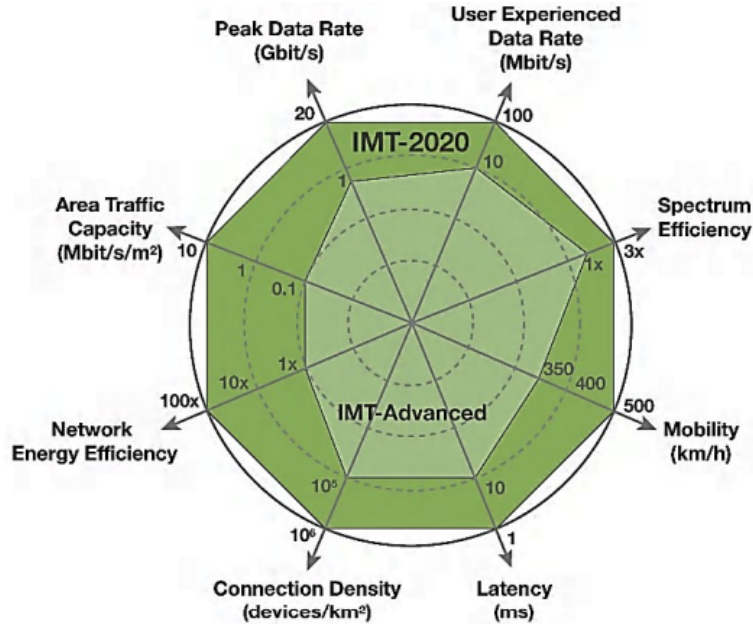 Peak Data Rate
(Gbit/s)
User Experienced
Data Rate
(Mbit/s)
20
100
IMT-2020
1
10
Area Traffic
Capacity
(Mbit/s/m²)
Spectrum
Efficiency
10
1
0.1
1x
3x
1x
350
400
500
10x
100x
IMT-Advanced
Network
Energy Efficiency
Mobility
(km/h)
10⁵
10
10⁶
1
Connection Density
(devices/km²)
Latency
(ms)